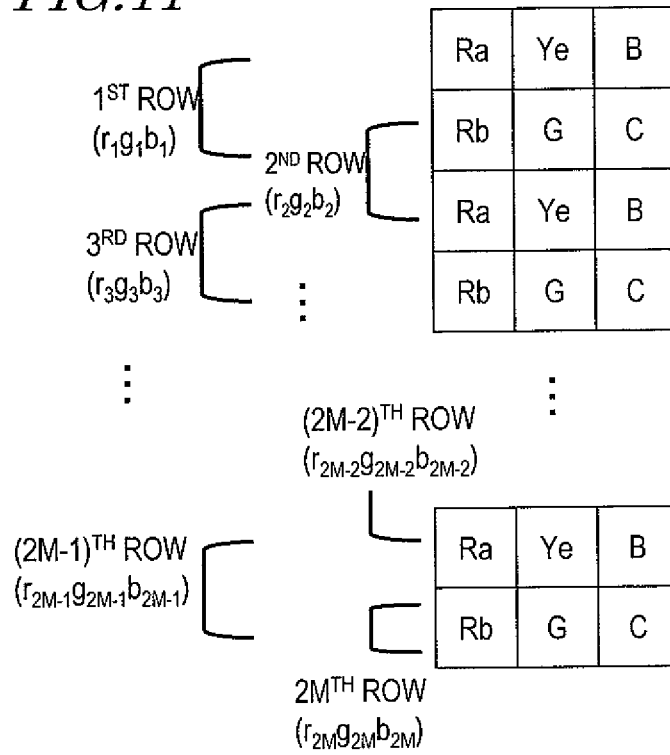 FIG.11
1ST ROW
(r1g1b1)
2ND ROW
(r2g2b2)
3RD ROW
(r3g3b3)
⋮
⋮
Ra Ye B
Rb G C
Ra Ye B
Rb G C
⋮
(2M-2)TH ROW
(r2M-2g2M-2b2M-2)
(2M-1)TH ROW
(r2M-1g2M-1b2M-1)
Ra Ye B
Rb G C
2MTH ROW
(r2Mg2Mb2M)